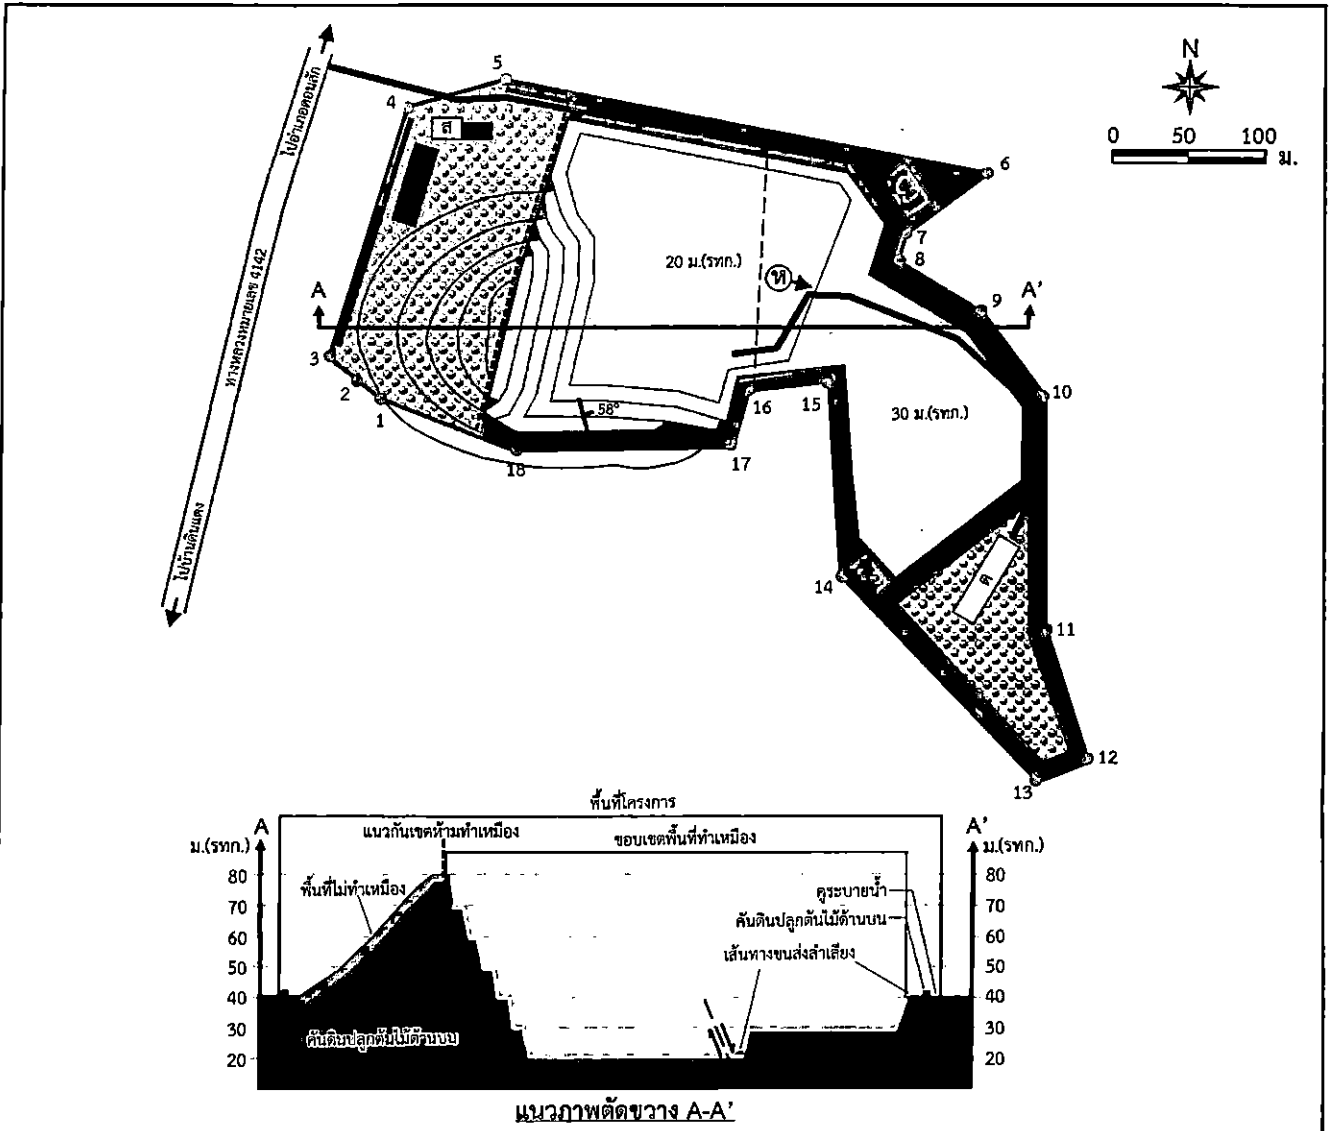 N
0 50 100
ม.
5
4
ส
6
7
8
9
A
A'
3
2
1
10
16
15
17
18
14
11
12
13
20 ม.(รทก.)
ห
30 ม.(รทก.)
58°
ค
ไปอำเภอดอนสัก
ทางหลวงหมายเลข 4142
ไปบ้านดินแดง
พื้นที่โครงการ
A
A'
ม.(รทก.)
แนวกันเขตห้ามทำเหมือง
ขอบเขตพื้นที่ทำเหมือง
ม.(รทก.)
80
พื้นที่ไม่ทำเหมือง
คูระบายน้ำ
80
70
คันดินปลูกต้นไม้ด้านบน
70
60
เส้นทางขนส่งลำเลียง
60
50
50
40
40
30
คันดินปลูกต้นไม้ด้านบน
30
20
20
แนวภาพตัดขวาง A-A'